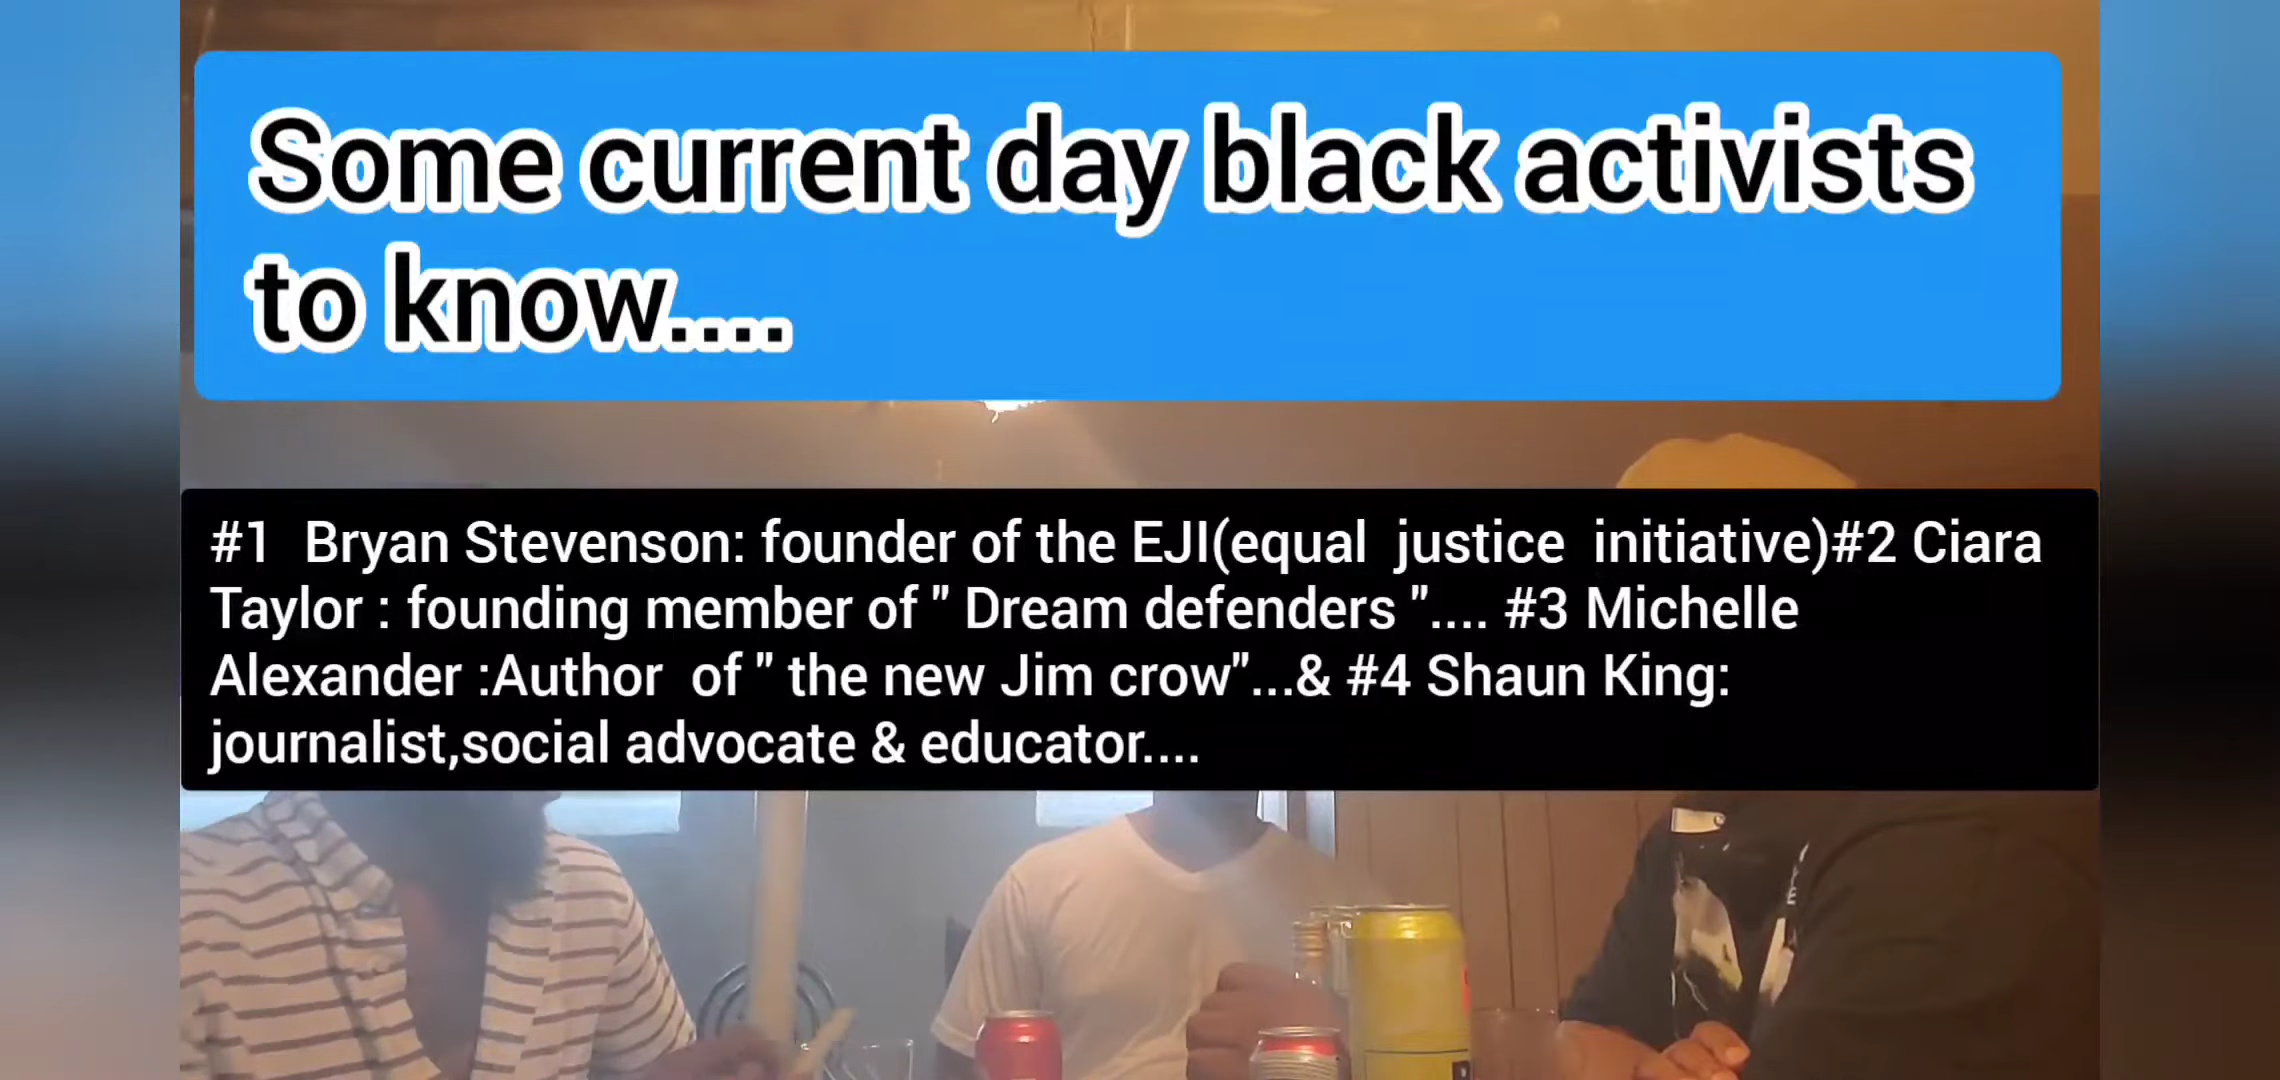 Some current day black activists
to know....
#1 Bryan Stevenson: founder of the EJI(equal justice initiative)#2 Ciara
Taylor : founding member of " Dream defenders ".... #3 Michelle
Alexander :Author of " the new Jim crow"...& #4 Shaun King:
journalist,social advocate & educator....